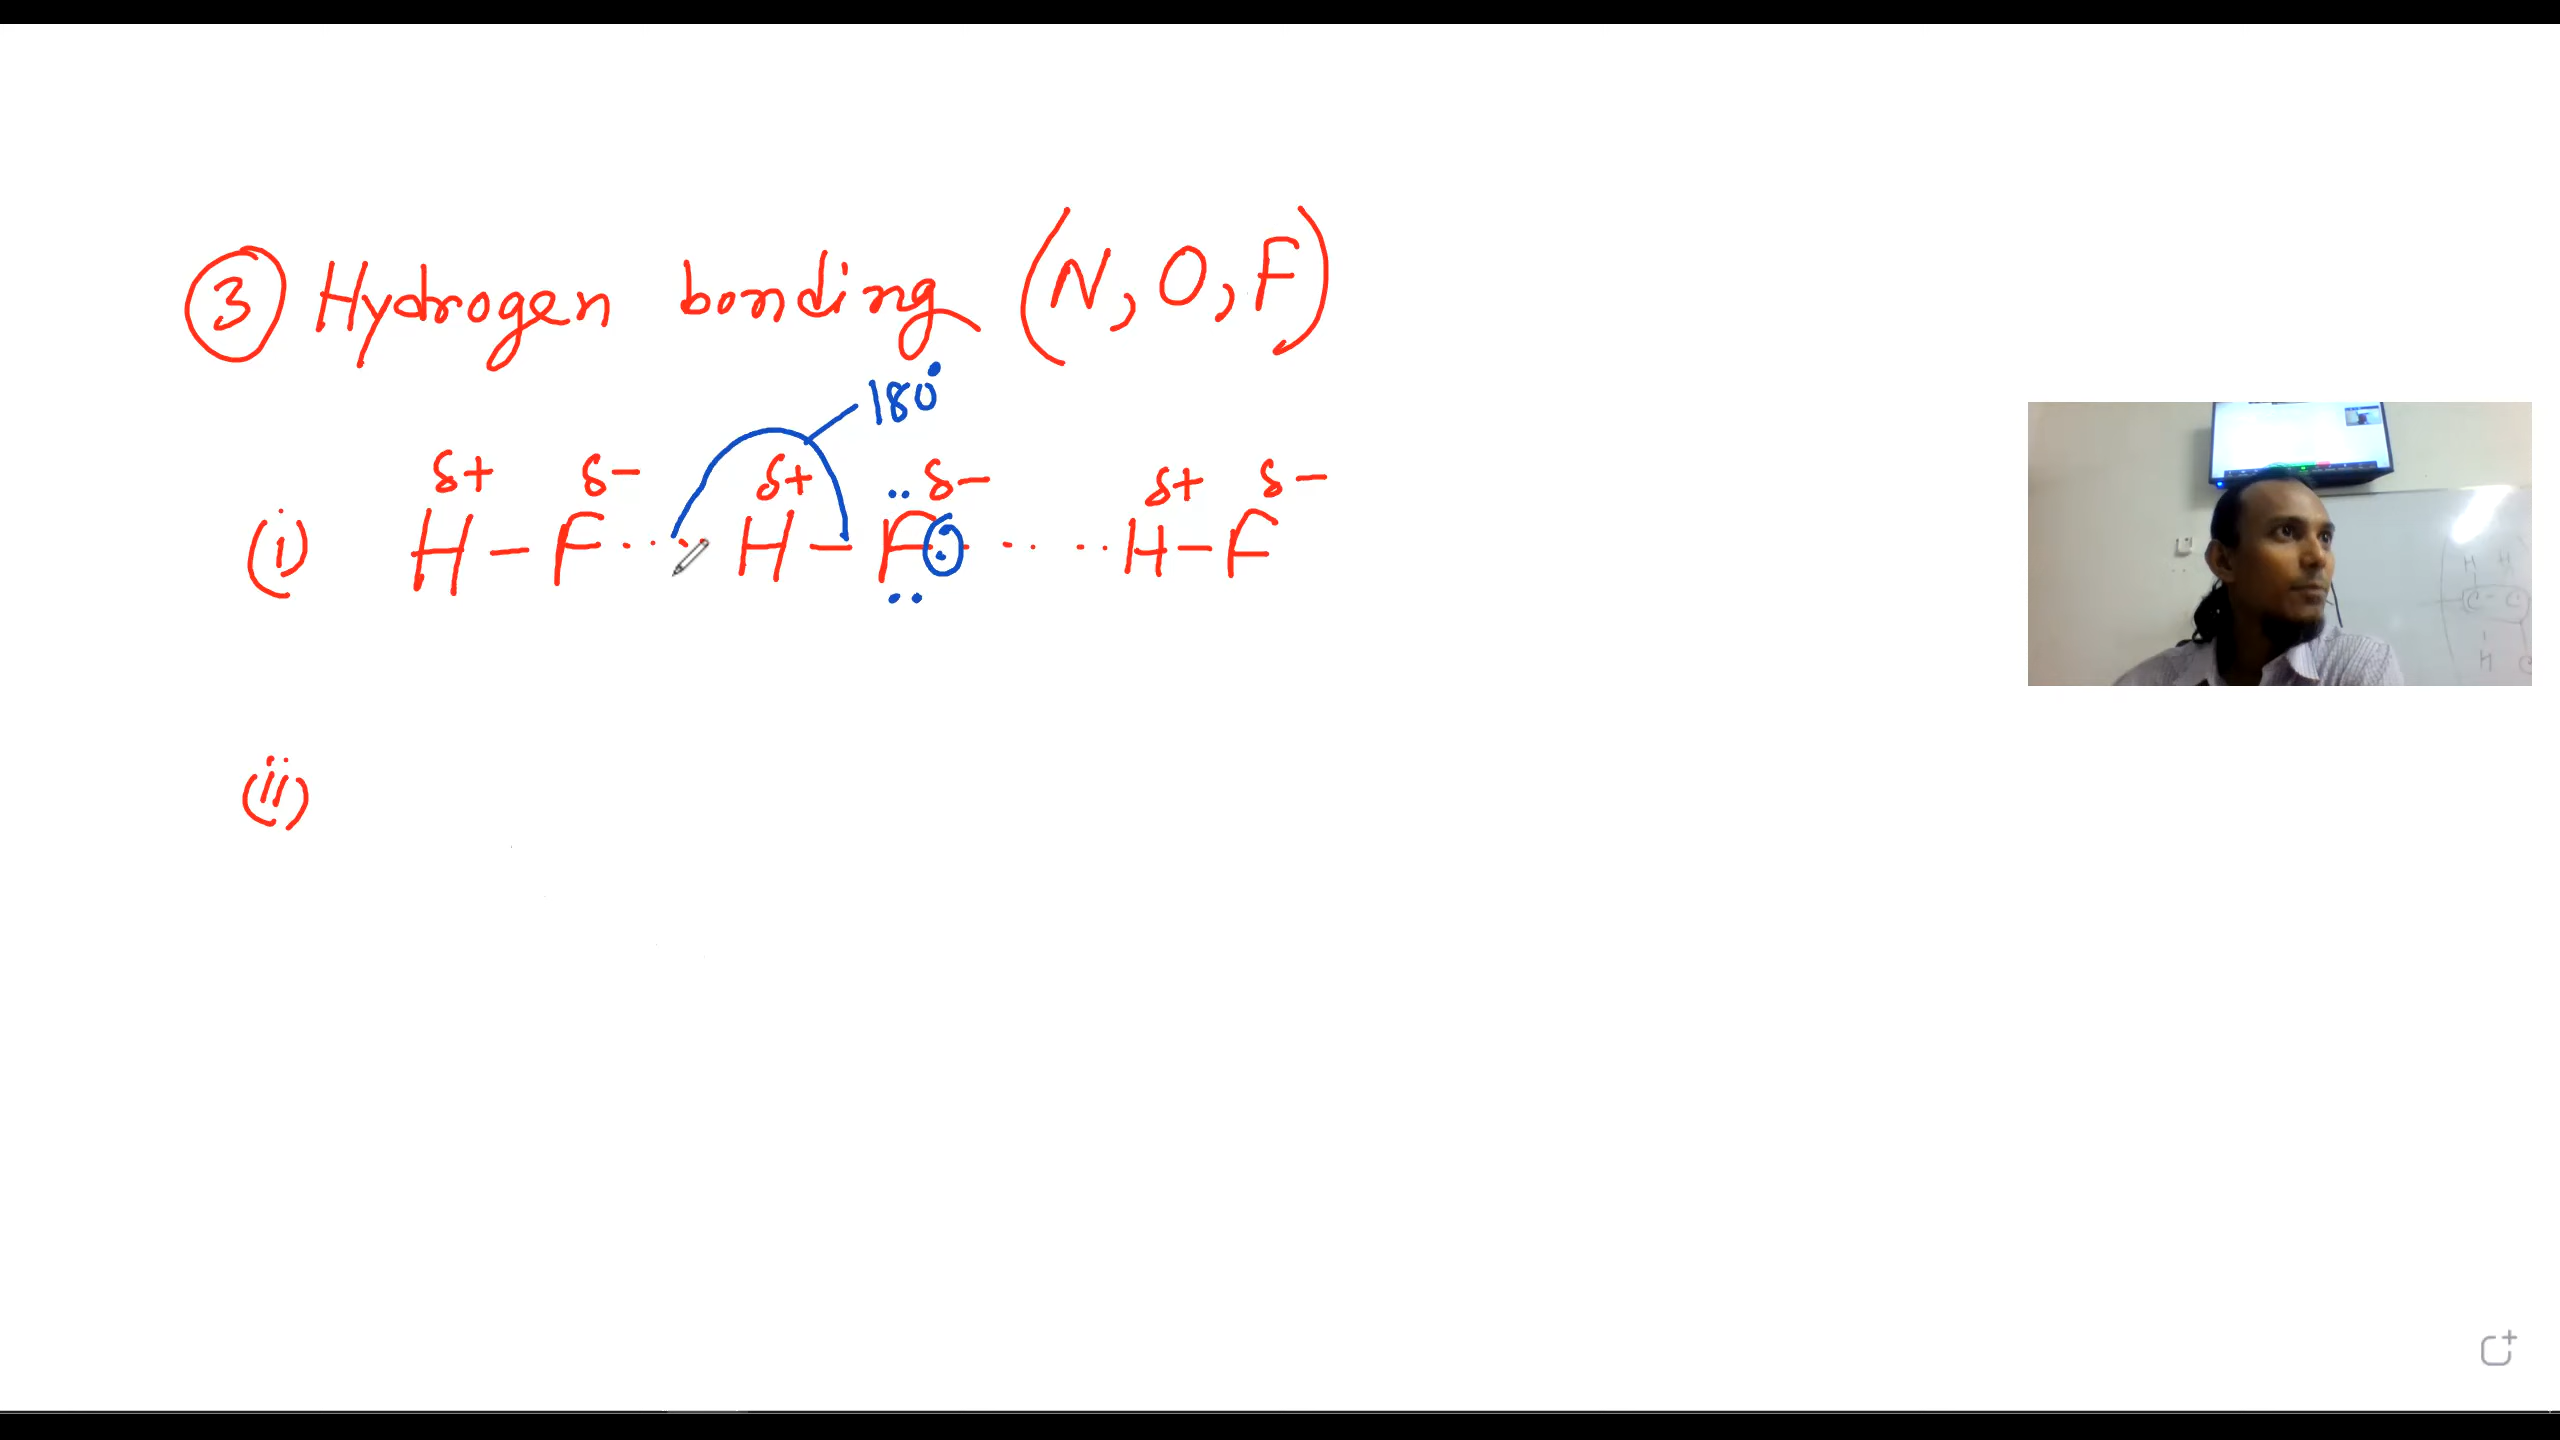 ③ Hydrogen bonding (N, O, F)
180°
δ+ δ- δ+ δ- δ+ δ-
(i) H - F ····· H - F ····· H - F
(ii)
H H
C - C
H C